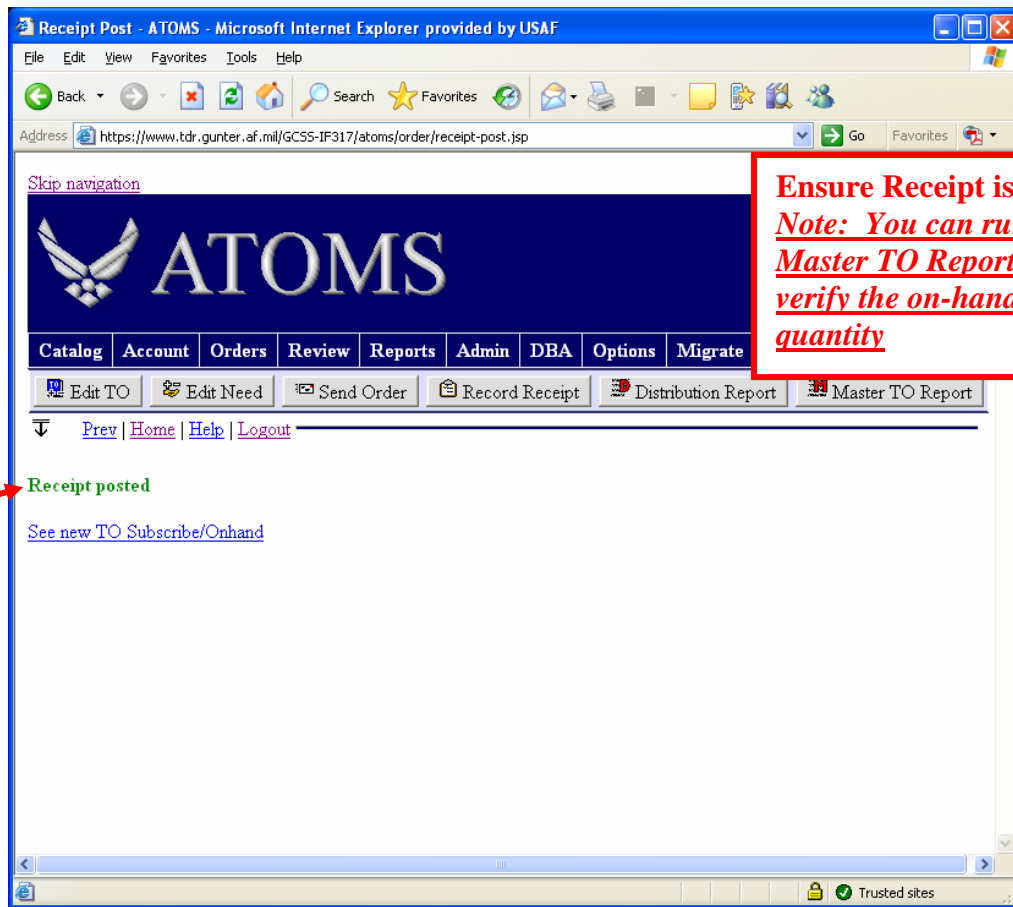 Receipt Post - ATOMS - Microsoft Internet Explorer provided by USAF
File Edit View Favorites Tools Help
Back Search Favorites
Address https://www.tdr.gunter.af.mil/GCSS-IF317/atoms/order/receipt-post.jsp Go Favorites
Skip navigation
ATOMS
Ensure Receipt is
Note: You can ru
Master TO Report
verify the on-hand
quantity
Catalog Account Orders Review Reports Admin DBA Options Migrate
Edit TO Edit Need Send Order Record Receipt Distribution Report Master TO Report
Prev | Home | Help | Logout
Receipt posted
See new TO Subscribe/Onhand
Trusted sites